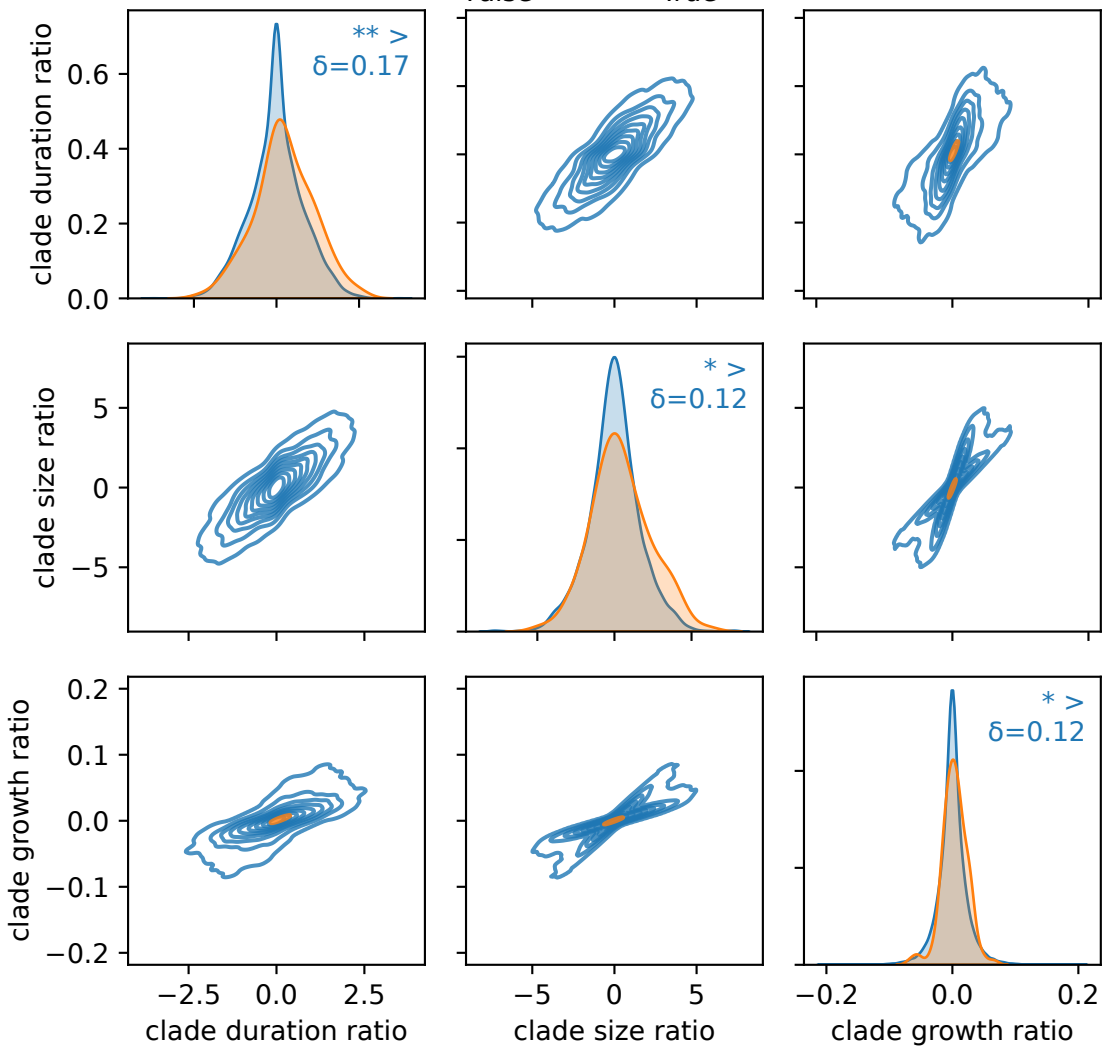 clade duration ratio
0.6
0.4
0.2
0.0
** >
δ=0.17
clade size ratio
5
0
−5
* >
δ=0.12
clade growth ratio
0.2
0.1
0.0
−0.1
−0.2
* >
δ=0.12
−2.5 0.0 2.5
−5 0 5
−0.2 0.0 0.2
clade duration ratio
clade size ratio
clade growth ratio